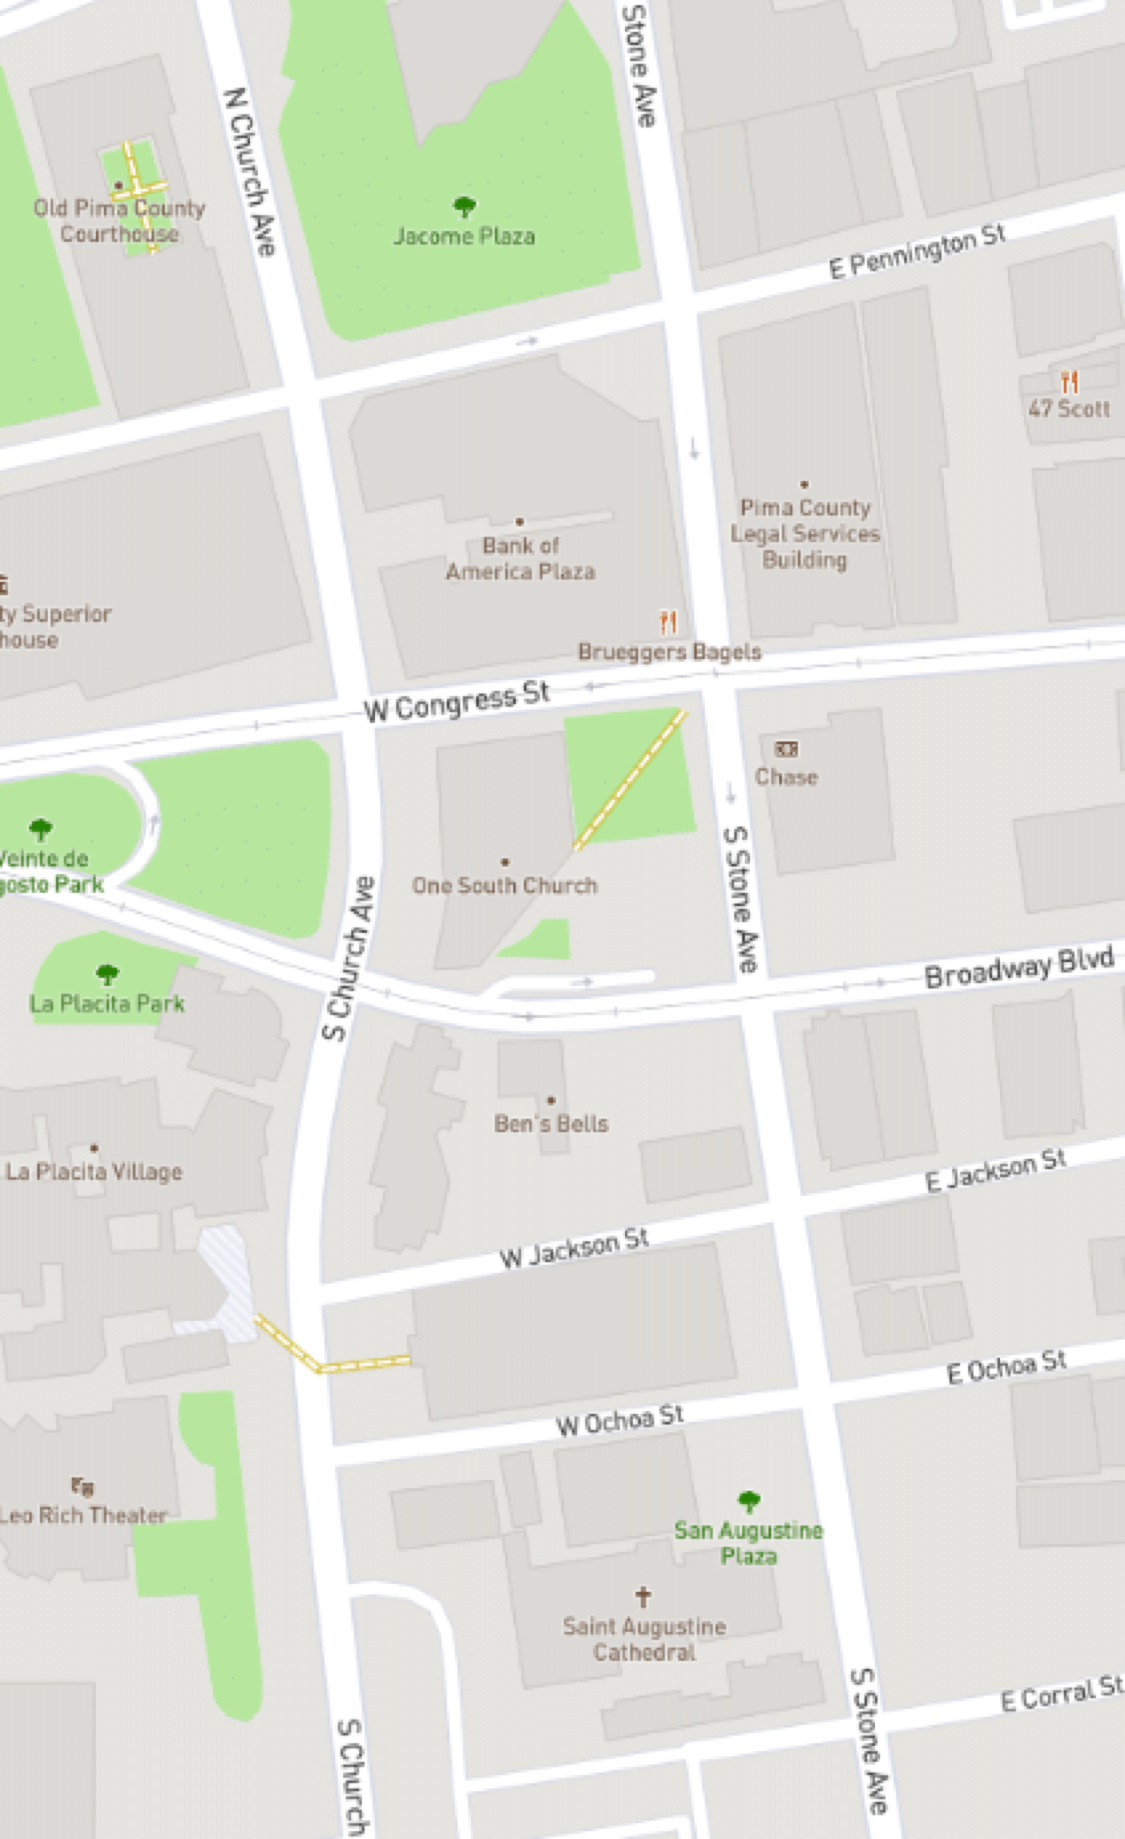 Stone Ave
N Church Ave
Old Pima County
Courthouse
Jacome Plaza
E Pennington St
47 Scott
Pima County
Legal Services
Building
Bank of
America Plaza
ty Superior
house
Brueggers Bagels
W Congress St
Chase
Veinte de
gosto Park
One South Church
S Stone Ave
S Church Ave
Broadway Blvd
La Placita Park
Ben's Bells
La Placita Village
E Jackson St
W Jackson St
E Ochoa St
W Ochoa St
Leo Rich Theater
San Augustine
Plaza
Saint Augustine
Cathedral
E Corral St
S Stone Ave
S Church